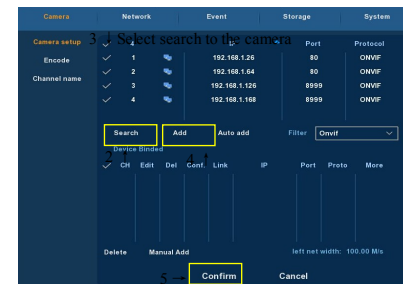 Camera Network Event Storage System
Camera setup 3 ↓ Select search to the camera Port Protocol
1 192.168.1.26 80 ONVIF
Encode 2 192.168.1.64 80 ONVIF
Channel name 3 192.168.1.126 8999 ONVIF
4 192.168.1.168 8999 ONVIF
Search Add Auto add Filter Onvif
Device Binded
2 ↑ 4 ↑
CH Edit Del Conf. Link IP Port Proto More
Delete Manual Add left net width: 100.00 M/s
5 → Confirm Cancel